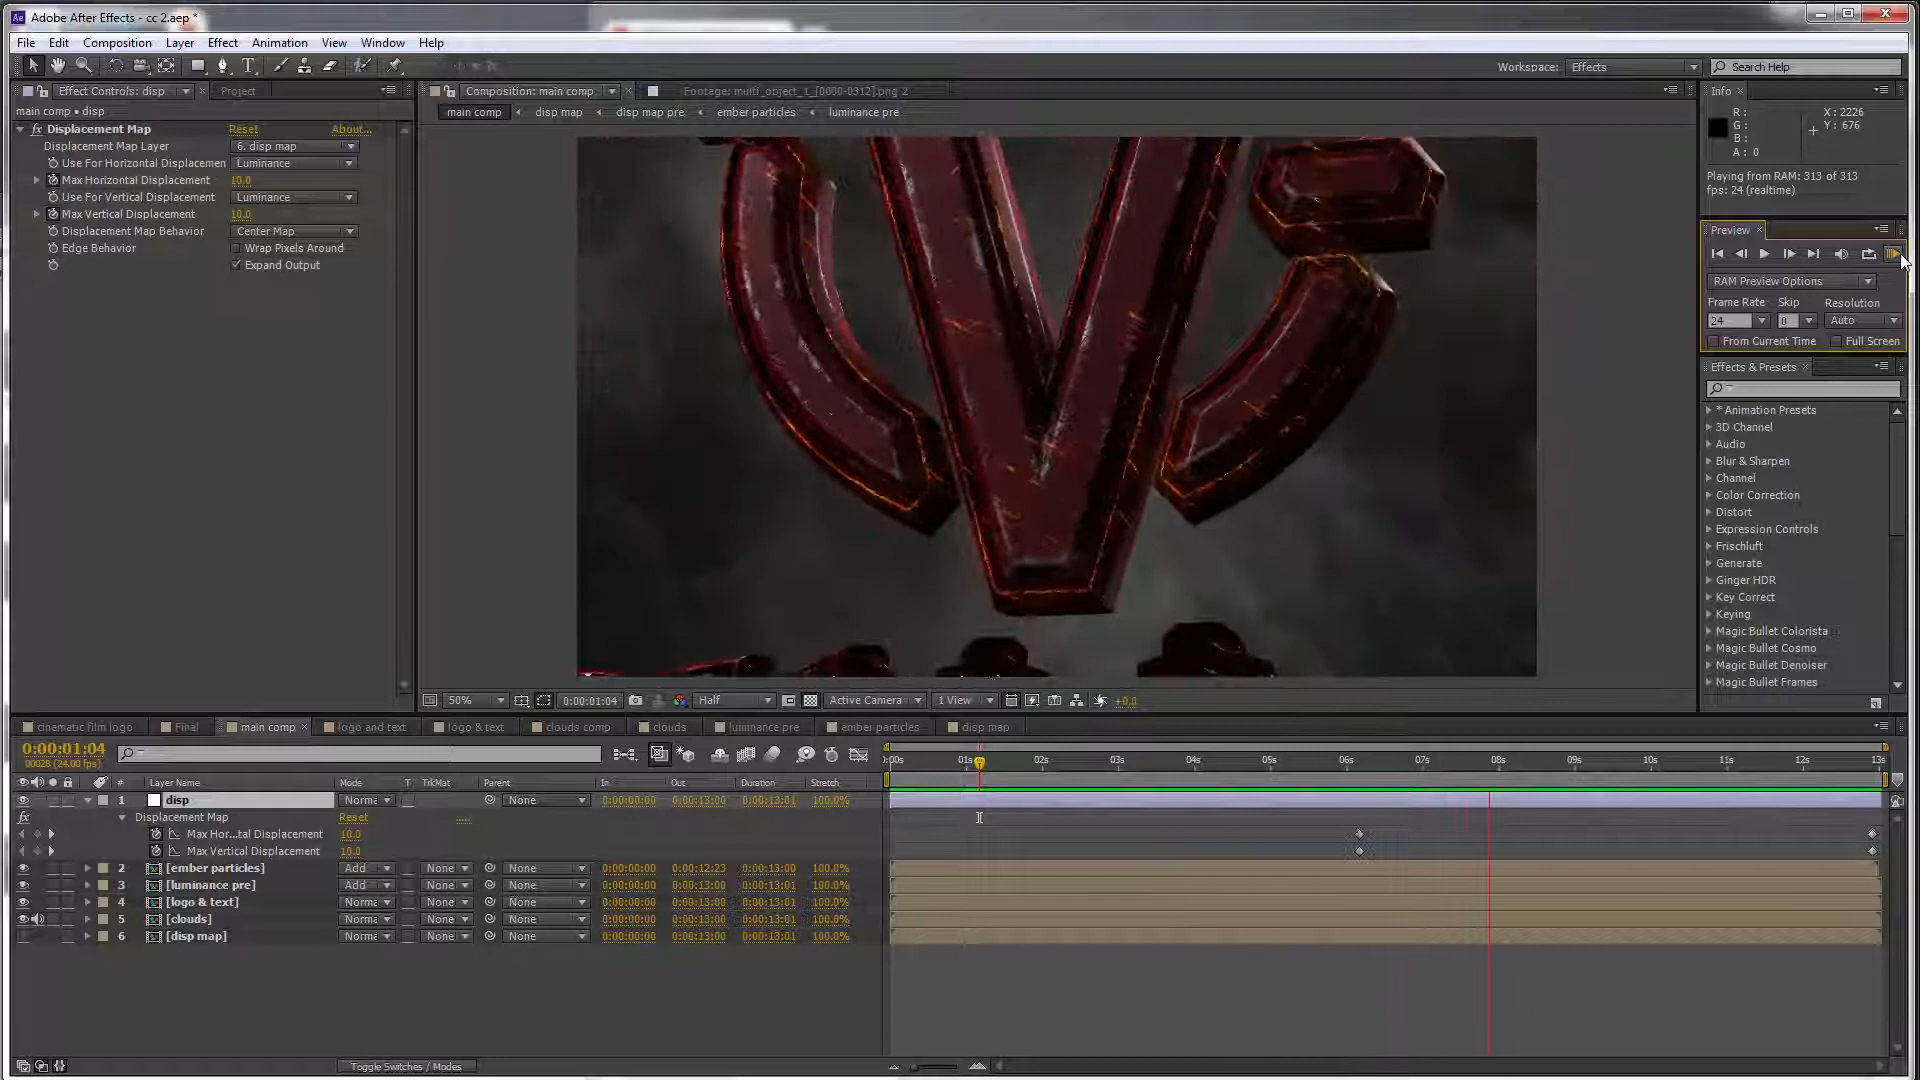 Ae Adobe After Effects - cc 2.aep *
File Edit Composition Layer Effect Animation View Window Help
Workspace: Effects Search Help
Effect Controls: disp Project
main comp • disp
fx Displacement Map Reset About...
Displacement Map Layer 6. disp map
Use For Horizontal Displacemen Luminance
Max Horizontal Displacement 10.0
Use For Vertical Displacement Luminance
Max Vertical Displacement 10.0
Displacement Map Behavior Center Map
Edge Behavior Wrap Pixels Around
Expand Output
Composition: main comp Footage: multi_object_1_[0000-0312].png 2
main comp disp map disp map pre ember particles luminance pre
50% 0:00:01:04 Half Active Camera 1 View +0.0
Info
R: X: 2226
G: Y: 676
B:
A: 0
Playing from RAM: 313 of 313
fps: 24 (realtime)
Preview
RAM Preview Options
Frame Rate Skip Resolution
24 0 Auto
From Current Time Full Screen
Effects & Presets
* Animation Presets
3D Channel
Audio
Blur & Sharpen
Channel
Color Correction
Distort
Expression Controls
Frischluft
Generate
Ginger HDR
Key Correct
Keying
Magic Bullet Colorista
Magic Bullet Cosmo
Magic Bullet Denoiser
Magic Bullet Frames
cinematic film logo Final main comp logo and text logo & text clouds comp clouds luminance pre ember particles disp map
0:00:01:04
00028 (24.00 fps)
:00s 01s 02s 03s 04s 05s 06s 07s 08s 09s 10s 11s 12s 13s
# Layer Name Mode T TrkMat Parent In Out Duration Stretch
1 disp Norma None 0:00:00:00 0:00:13:00 0:00:13:01 100.0%
fx Displacement Map Reset .....
Max Hor...tal Displacement 10.0
Max Vertical Displacement 10.0
2 [ember particles] Add None None 0:00:00:00 0:00:12:23 0:00:13:00 100.0%
3 [luminance pre] Add None None 0:00:00:00 0:00:13:00 0:00:13:01 100.0%
4 [logo & text] Norma None None 0:00:00:00 0:00:13:00 0:00:13:01 100.0%
5 [clouds] Norma None None 0:00:00:00 0:00:13:00 0:00:13:01 100.0%
6 [disp map] Norma None None 0:00:00:00 0:00:13:00 0:00:13:01 100.0%
Toggle Switches / Modes